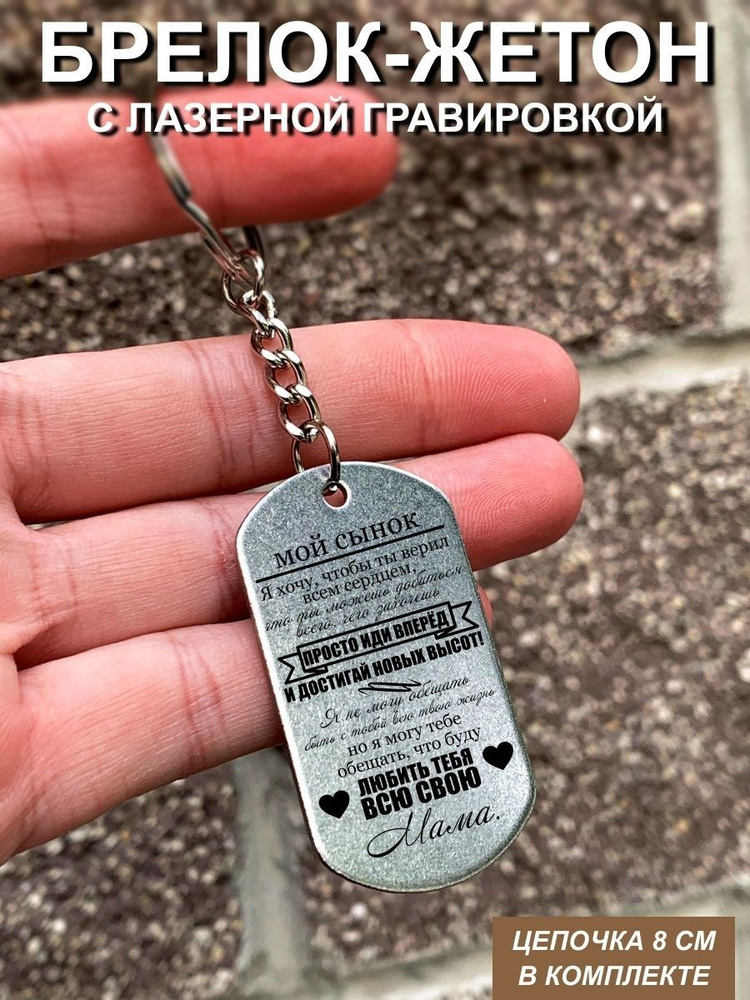 БРЕЛОК-ЖЕТОН
С ЛАЗЕРНОЙ ГРАВИРОВКОЙ
МОЙ СЫНОК
Я хочу, чтобы ты верил
всем сердцем,
что ты можешь добиться
всего, чего захочешь
ПРОСТО ИДИ ВПЕРЁД
И ДОСТИГАЙ НОВЫХ ВЫСОТ!
Я не могу обещать
быть с тобой всю твою жизнь
но я могу тебе
обещать, что буду
ЛЮБИТЬ ТЕБЯ
ВСЮ СВОЮ
Мама.
ЦЕПОЧКА 8 СМ
В КОМПЛЕКТЕ